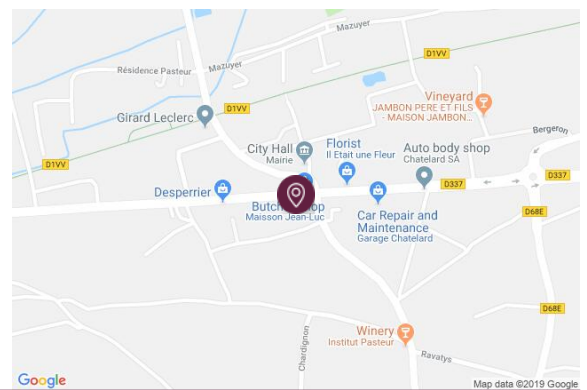 Mazuyer
Mazuyer
D1VV
Résidence Pasteur
Vineyard
JAMBON PERE ET FILS
- MAISON JAMBON...
D1VV
Girard Leclerc
Bergeron
City Hall
Mairie
Florist
Il Etait une Fleur
Auto body shop
Chatelard SA
D1VV
Desperrier
D337
D337
Butch op
Maisson Jean-Luc
Car Repair and
Maintenance
Garage Chatelard
D68E
D68E
Chardignon
Winery
Institut Pasteur
Ravatys
Google
Map data ©2019 Google